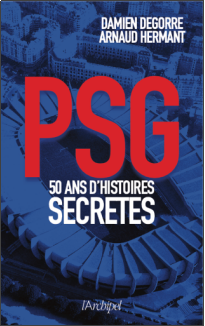 DAMIEN DEGORRE
ARNAUD HERMANT
PSG
50 ANS D'HISTOIRES
SECRETES
l'Archipel